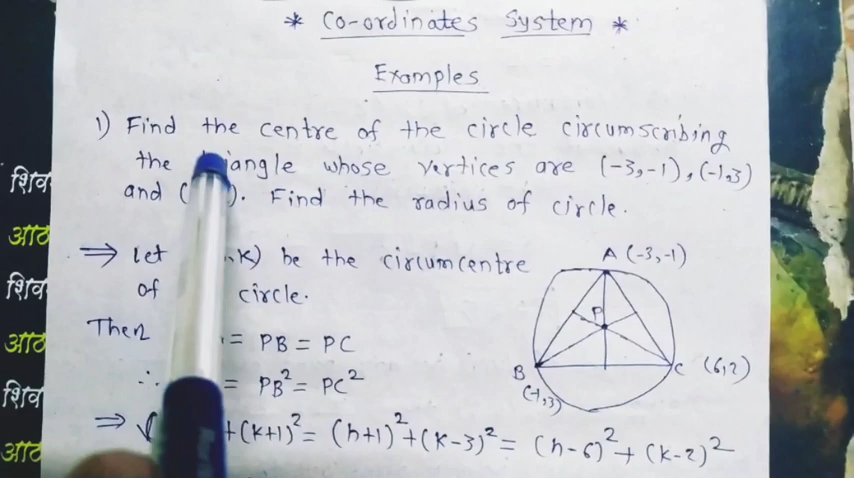 * Co-ordinates System *
Examples
1) Find the centre of the circle circumscribing
the angle whose vertices are (-3,-1), (-1,3)
and ( ). Find the radius of circle.
⇒ Let ,K) be the circumcentre
of circle.
Then = PB = PC
∴ = PB² = PC²
⇒ +(K+1)² = (h+1)² + (K-3)² = (h-6)² + (K-2)²
A (-3,-1)
P
B
(-1,3)
C (6,2)
शिव
आठ
शिव
आठ
शिव
आठ